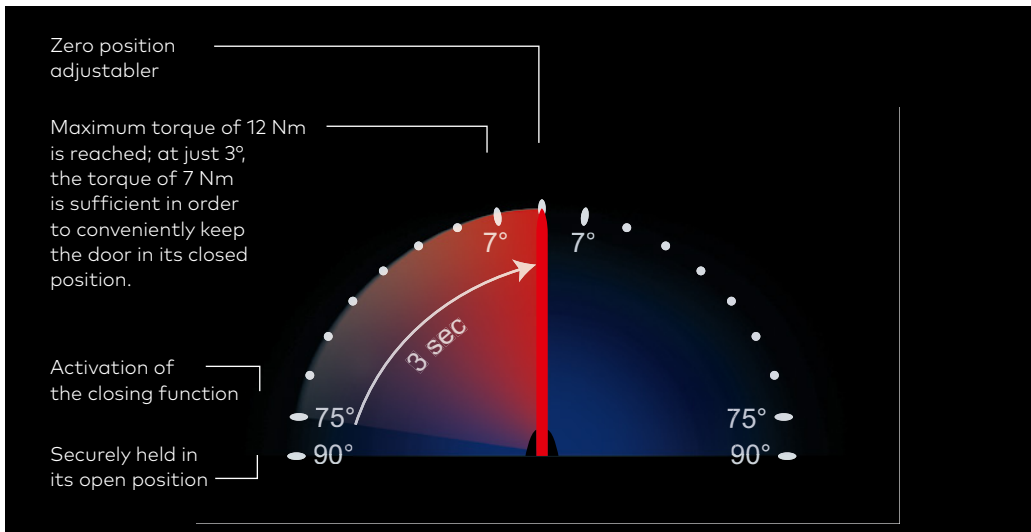 Zero position
adjustabler
Maximum torque of 12 Nm
is reached; at just 3°,
the torque of 7 Nm
is sufficient in order
to conveniently keep
the door in its closed
position.
7°
7°
3 sec
Activation of
the closing function
75°
75°
Securely held in
its open position
90°
90°